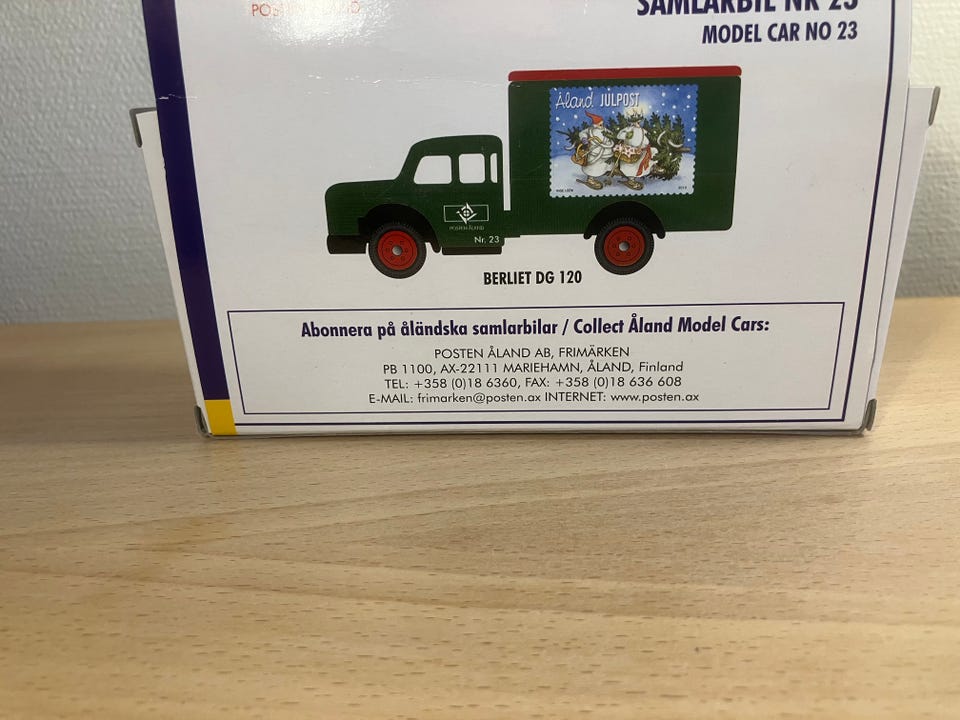 POSTEN ÅLAND
SAMLARBIL NR 23
MODEL CAR NO 23
Åland JULPOST
POSTEN ÅLAND
Nr. 23
BERLIET DG 120
Abonnera på åländska samlarbilar / Collect Åland Model Cars:
POSTEN ÅLAND AB, FRIMÄRKEN
PB 1100, AX-22111 MARIEHAMN, ÅLAND, Finland
TEL: +358 (0)18 6360, FAX: +358 (0)18 636 608
E-MAIL: frimarken@posten.ax INTERNET: www.posten.ax